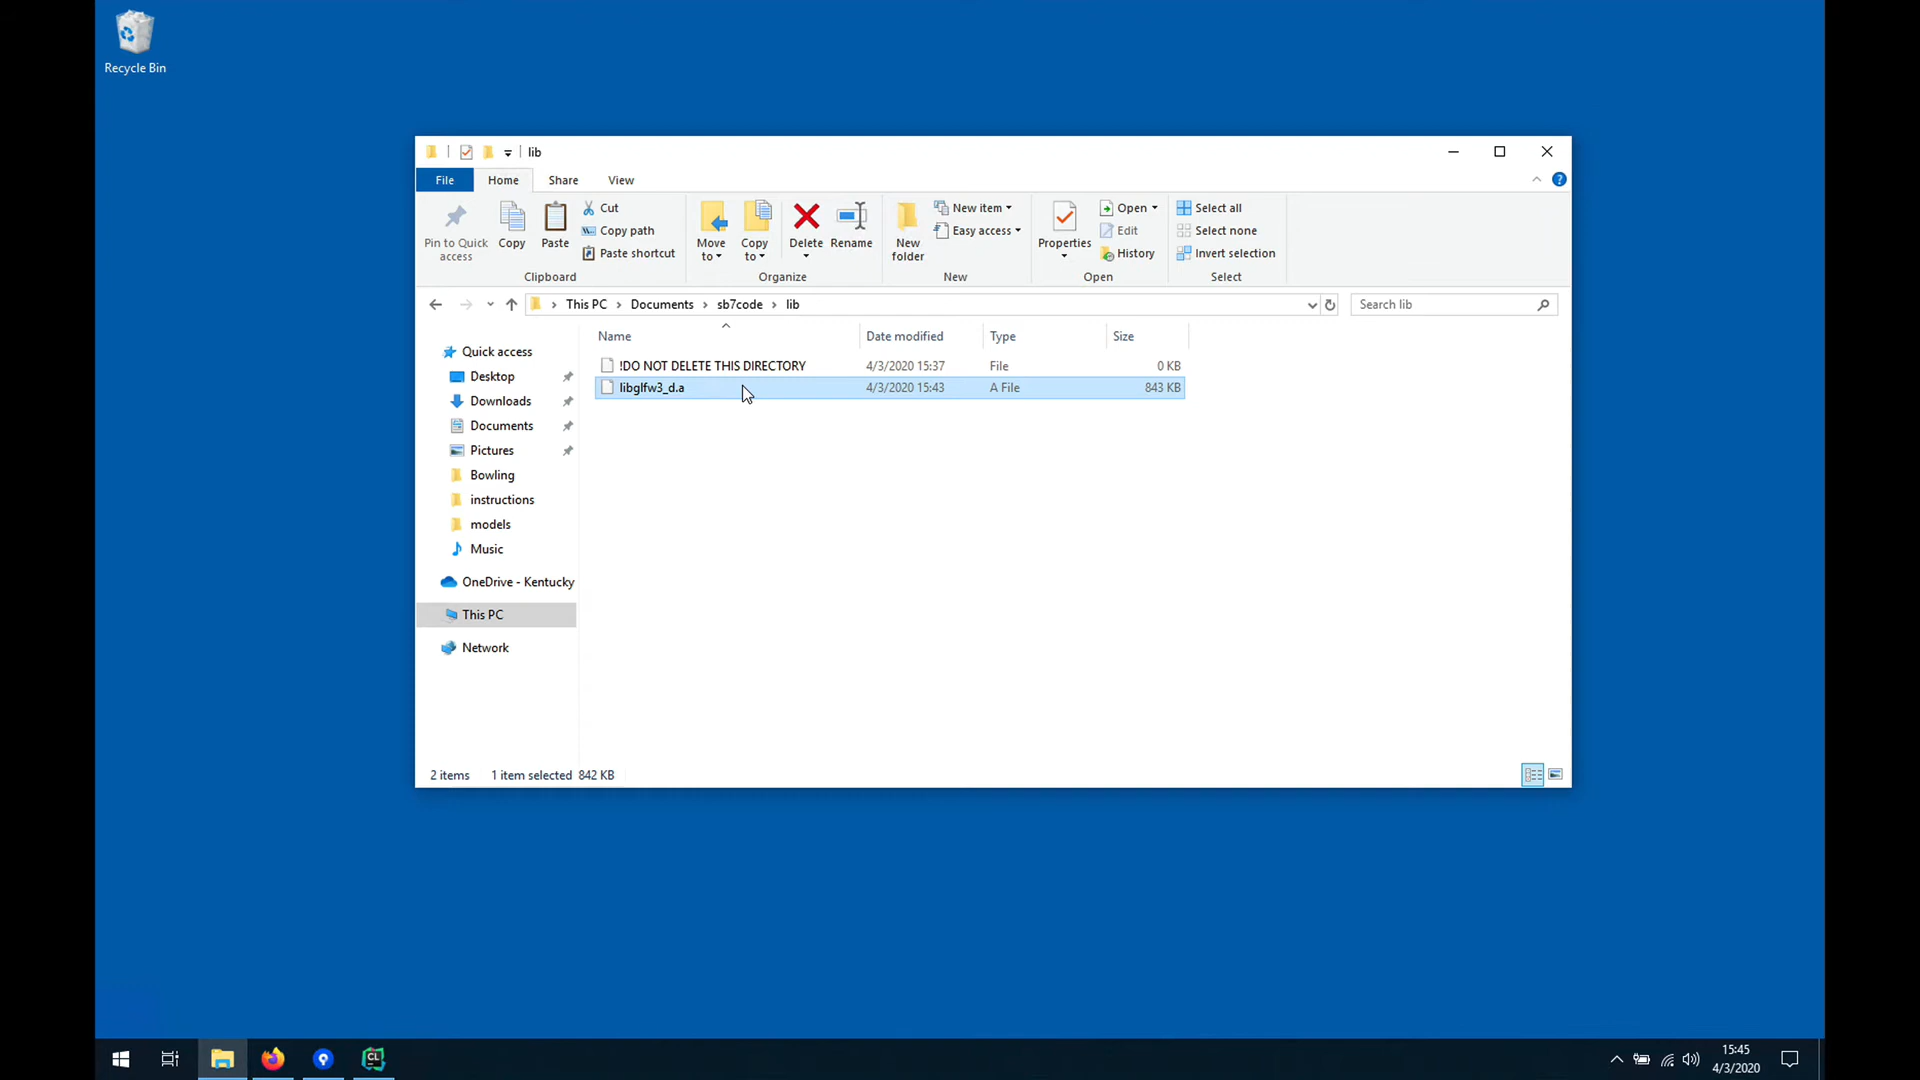 Recycle Bin
lib
File Home Share View
Pin to Quick access
Copy
Paste
Cut
Copy path
Paste shortcut
Clipboard
Move to
Copy to
Delete
Rename
Organize
New folder
New item
Easy access
New
Properties
Open
Edit
History
Open
Select all
Select none
Invert selection
Select
This PC > Documents > sb7code > lib
Search lib
Name Date modified Type Size
!DO NOT DELETE THIS DIRECTORY 4/3/2020 15:37 File 0 KB
libglfw3_d.a 4/3/2020 15:43 A File 843 KB
Quick access
Desktop
Downloads
Documents
Pictures
Bowling
instructions
models
Music
OneDrive - Kentucky
This PC
Network
2 items 1 item selected 842 KB
CL
15:45
4/3/2020